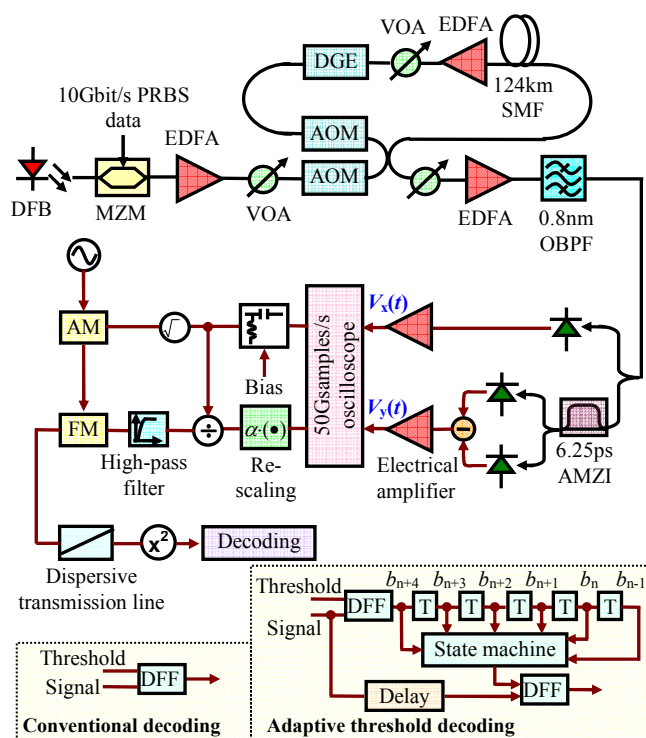 VOA
EDFA
DGE
124km
SMF
10Gbit/s PRBS
data
EDFA
AOM
AOM
DFB
MZM
VOA
EDFA
0.8nm
OBPF
AM
√
Bias
50Gsamples/s
oscilloscope
Vx(t)
Vy(t)
FM
High-pass
filter
÷
α·(•)
Re-
scaling
Electrical
amplifier
−
6.25ps
AMZI
Dispersive
transmission line
x²
Decoding
Threshold
Signal
DFF
bn+4
T
bn+3
T
bn+2
T
bn+1
T
bn
T
bn-1
State machine
Delay
DFF
Adaptive threshold decoding
Threshold
Signal
DFF
Conventional decoding